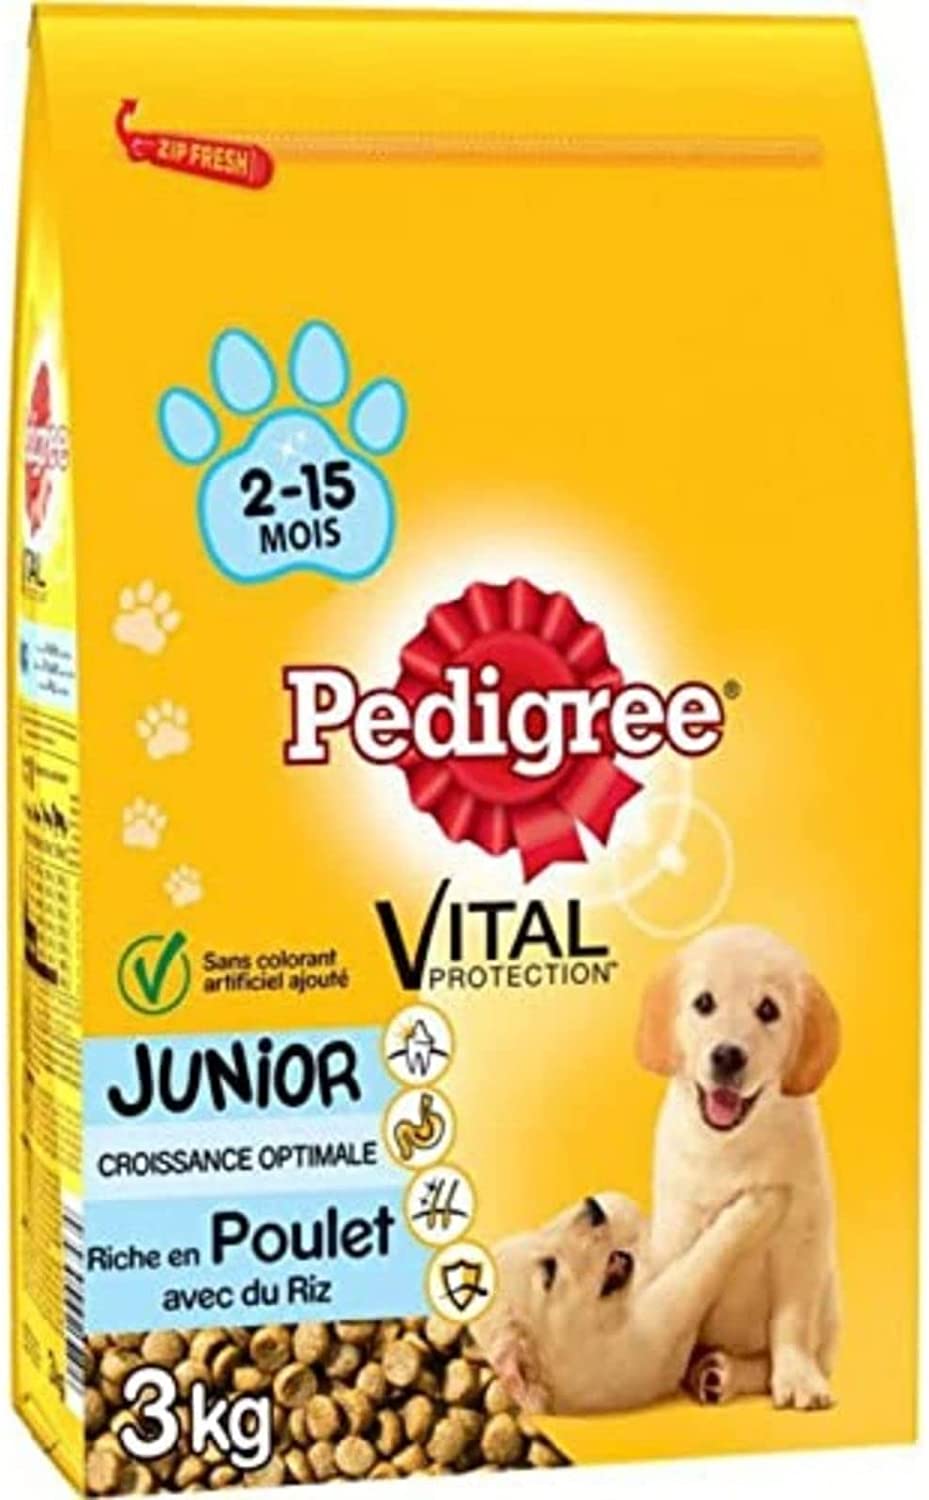 ZIP FRESH
2-15
MOIS
Pedigree®
VITAL
PROTECTION™
Sans colorant
artificiel ajouté
JUNiOR
CROISSANCE OPTIMALE
Riche en Poulet
avec du Riz
3kg